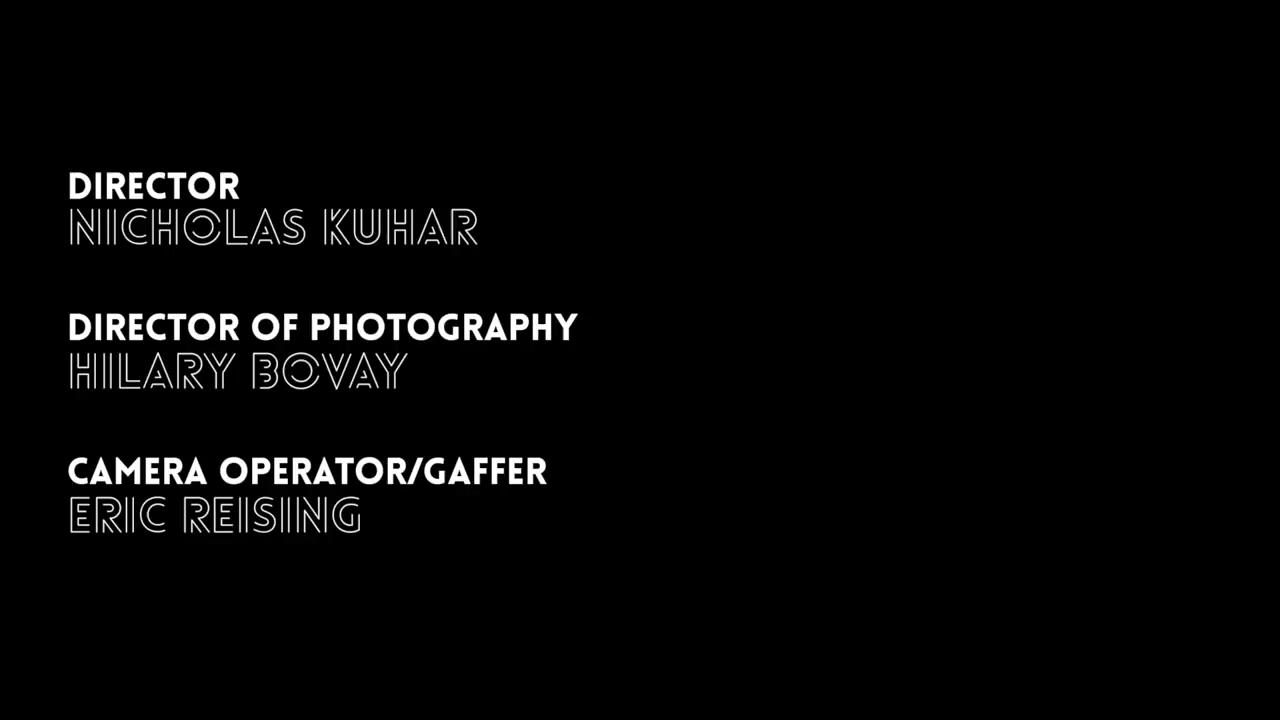 DIRECTOR
NICHOLAS KUHAR
DIRECTOR OF PHOTOGRAPHY
HILARY BOVAY
CAMERA OPERATOR/GAFFER
ERIC REISING